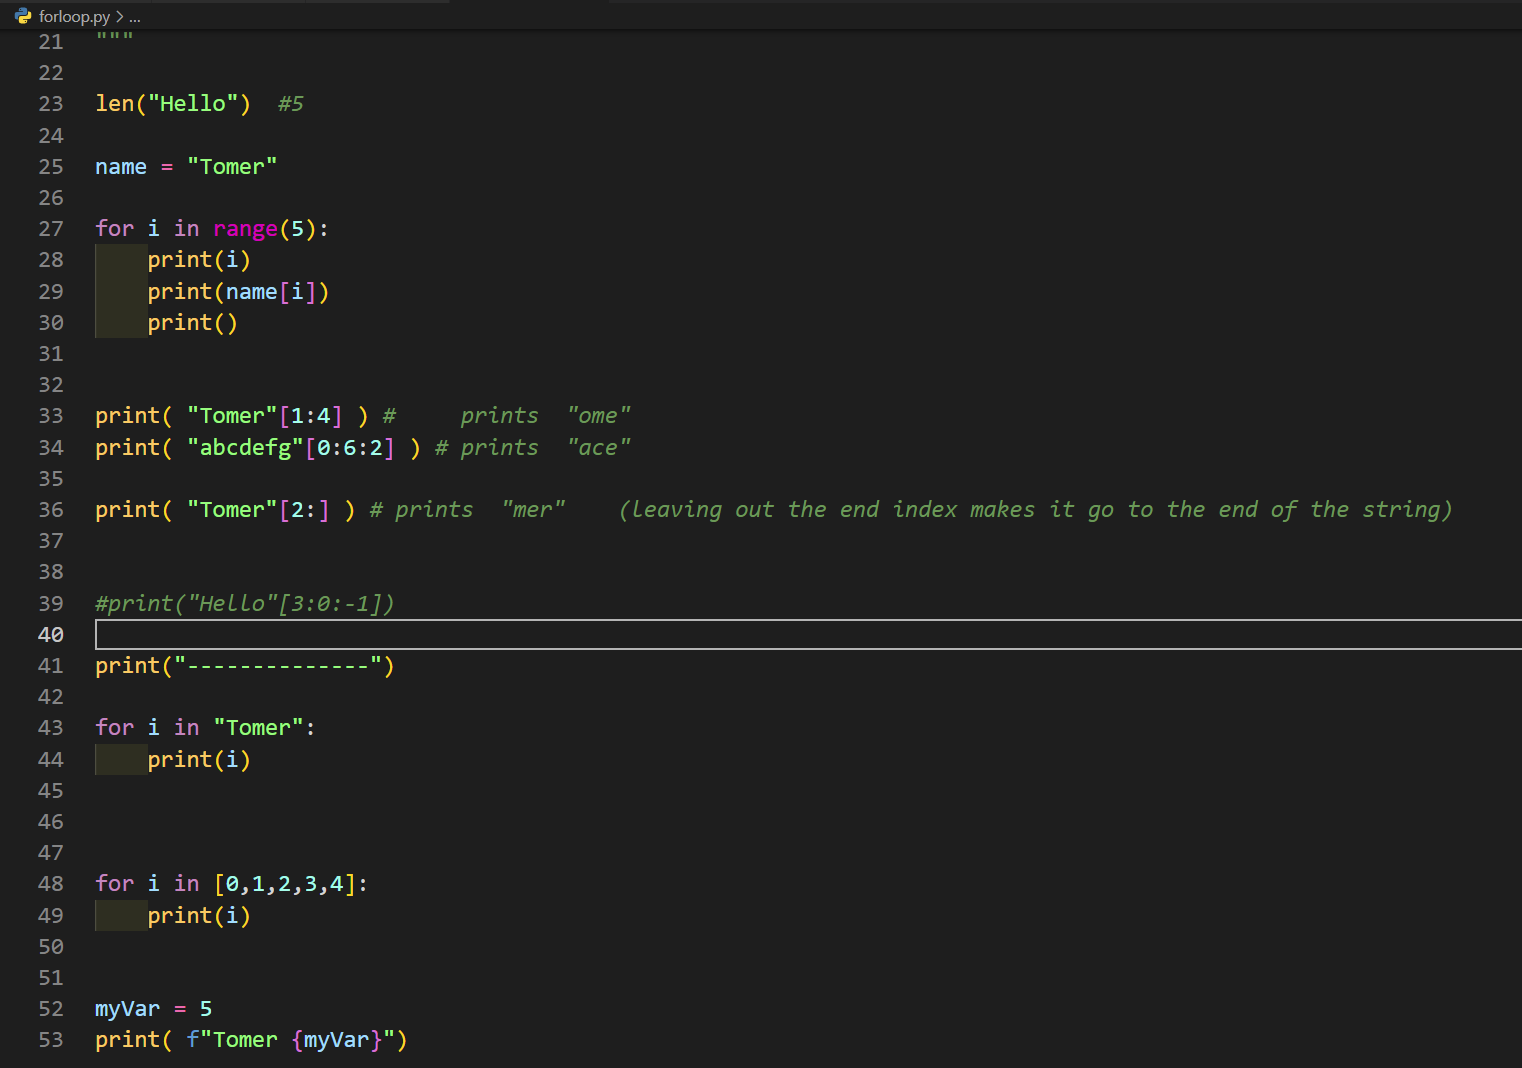 forloop.py > ...
21 """
22
23 len("Hello")  #5
24
25 name = "Tomer"
26
27 for i in range(5):
28     print(i)
29     print(name[i])
30     print()
31
32
33 print( "Tomer"[1:4] ) #     prints  "ome"
34 print( "abcdefg"[0:6:2] ) # prints  "ace"
35
36 print( "Tomer"[2:] ) # prints  "mer"    (leaving out the end index makes it go to the end of the string)
37
38
39 #print("Hello"[3:0:-1])
40
41 print("--------------")
42
43 for i in "Tomer":
44     print(i)
45
46
47
48 for i in [0,1,2,3,4]:
49     print(i)
50
51
52 myVar = 5
53 print( f"Tomer {myVar}")